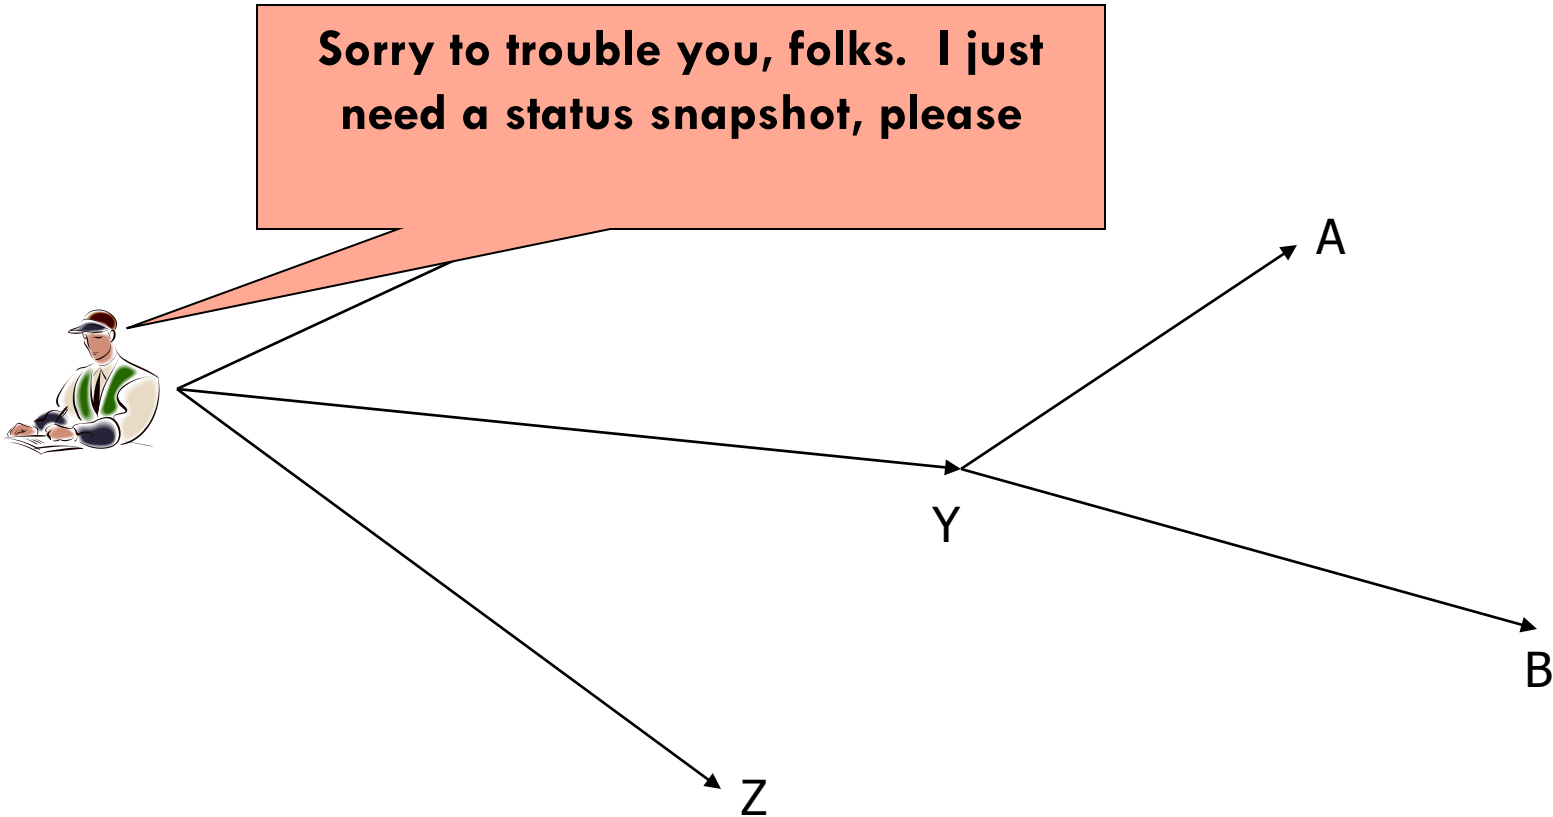 Sorry to trouble you, folks.  I just
need a status snapshot, please
A
Y
B
Z